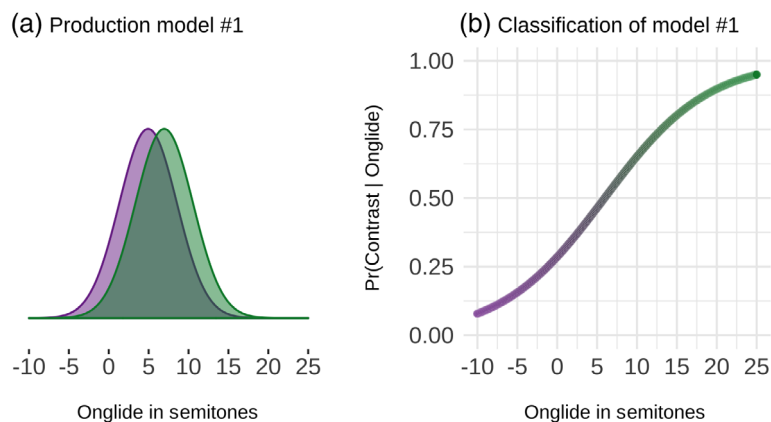 (a) Production model #1
-10 -5 0 5 10 15 20 25
Onglide in semitones
(b) Classification of model #1
Pr(Contrast | Onglide)
1.00
0.75
0.50
0.25
0.00
-10 -5 0 5 10 15 20 25
Onglide in semitones